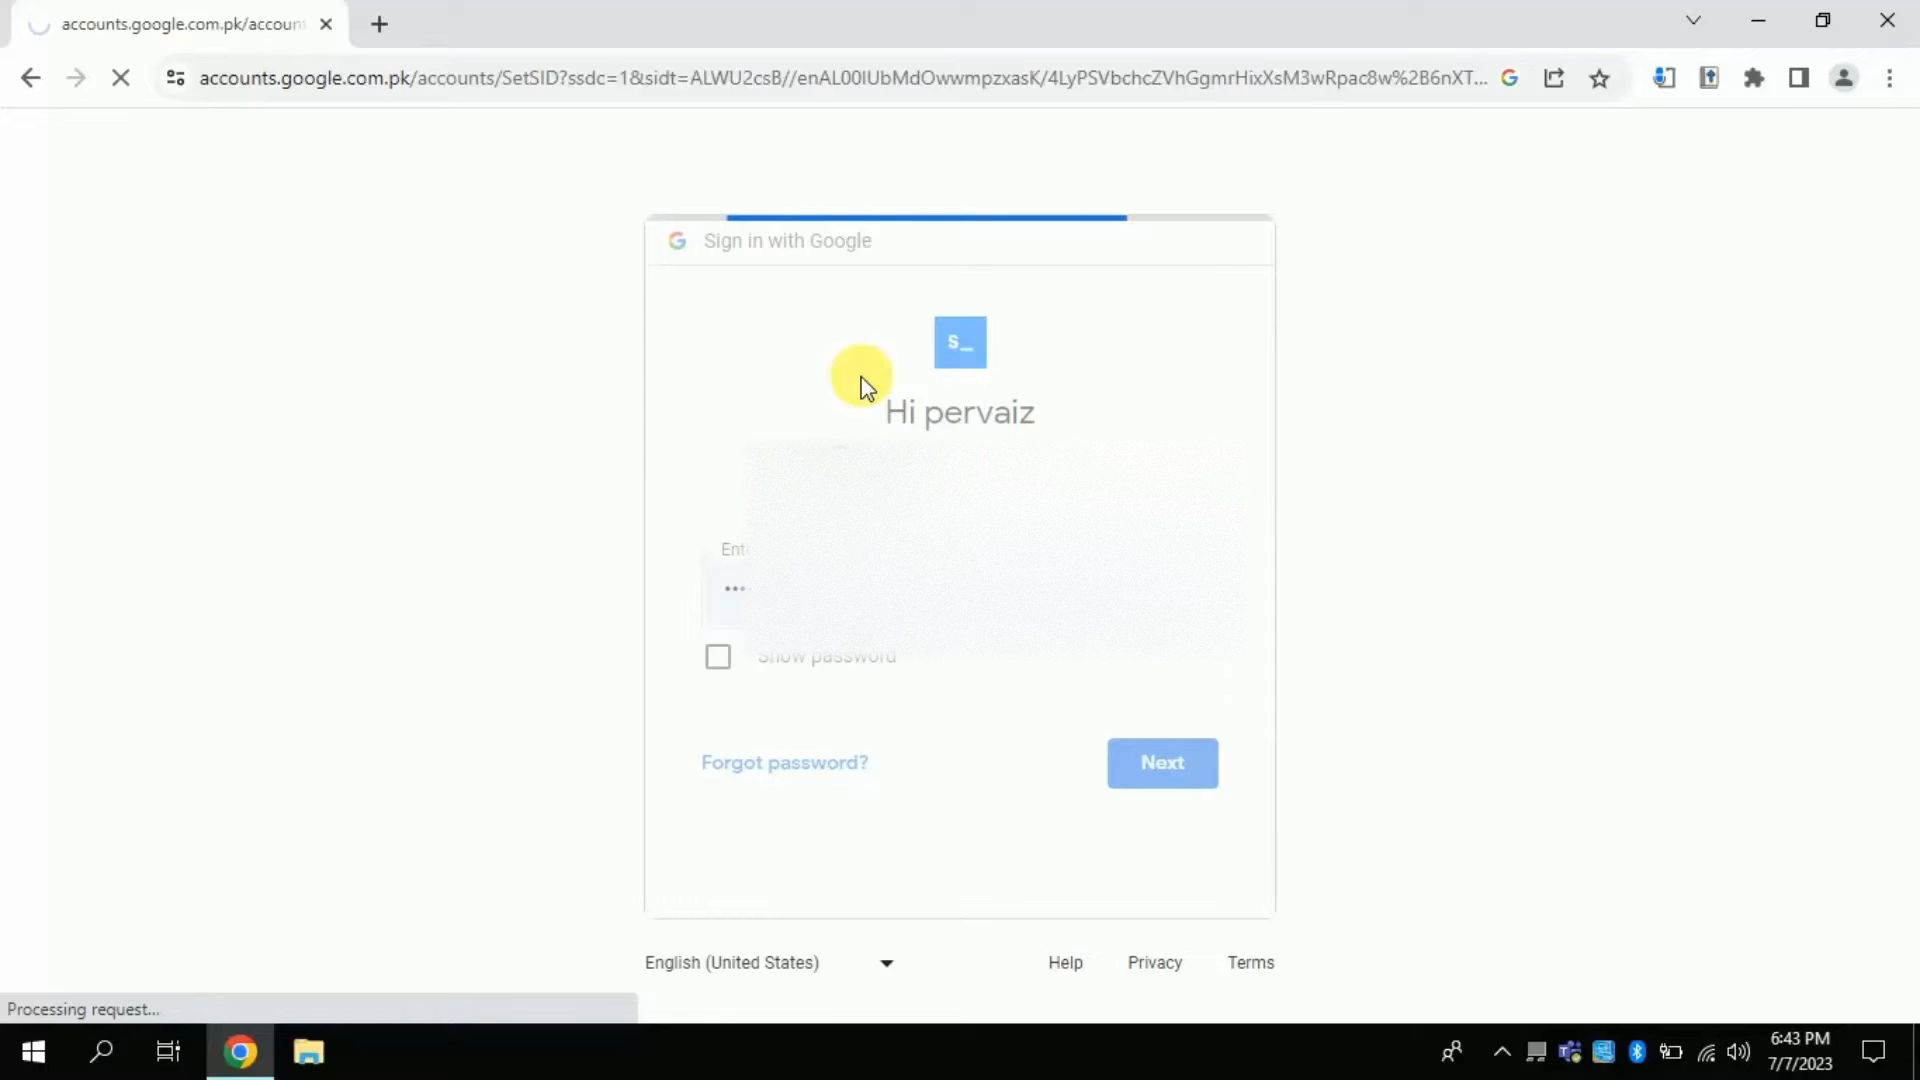 accounts.google.com.pk/accoun
accounts.google.com.pk/accounts/SetSID?ssdc=1&sidt=ALWU2csB//enAL00IUbMdOwwmpzxasK/4LyPSVbchcZVhGgmrHixXsM3wRpac8w%2B6nXT...
Sign in with Google
S_
Hi pervaiz
Show password
Forgot password?
Next
English (United States)
Help
Privacy
Terms
Processing request...
6:43 PM
7/7/2023